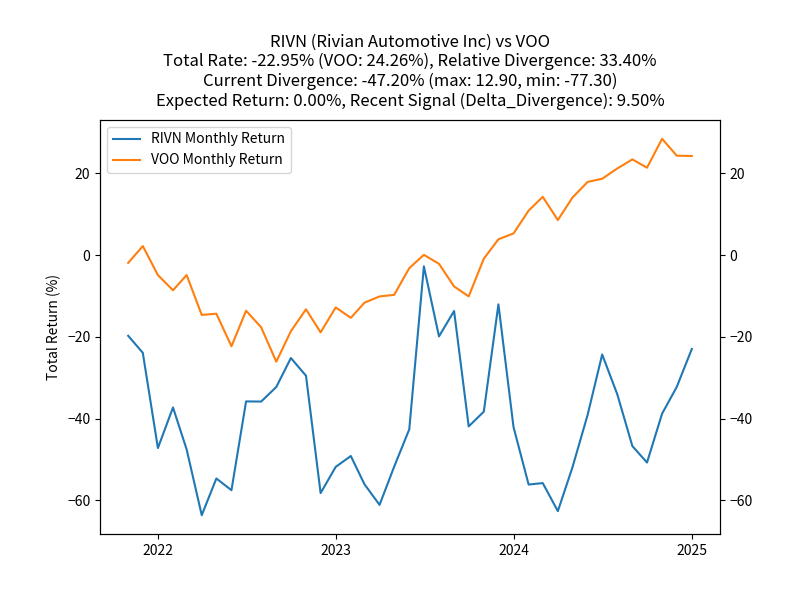 RIVN (Rivian Automotive Inc) vs VOO
Total Rate: -22.95% (VOO: 24.26%), Relative Divergence: 33.40%
Current Divergence: -47.20% (max: 12.90, min: -77.30)
Expected Return: 0.00%, Recent Signal (Delta_Divergence): 9.50%
RIVN Monthly Return
VOO Monthly Return
Total Return (%)
20
0
−20
−40
−60
20
0
−20
−40
−60
2022
2023
2024
2025